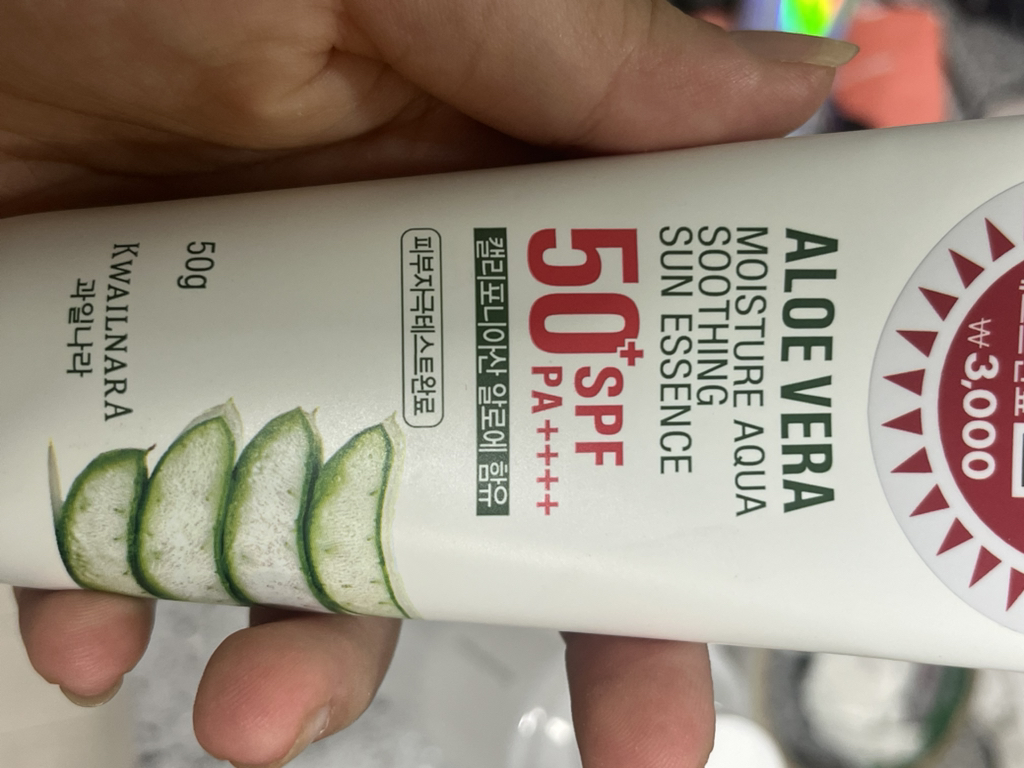 ₩3,000
ALOE VERA
MOISTURE AQUA
SOOTHING
SUN ESSENCE
50+ SPF
PA++++
캘리포니아산 알로에 함유
피부자극테스트완료
50g
KWAILNARA
과일나라